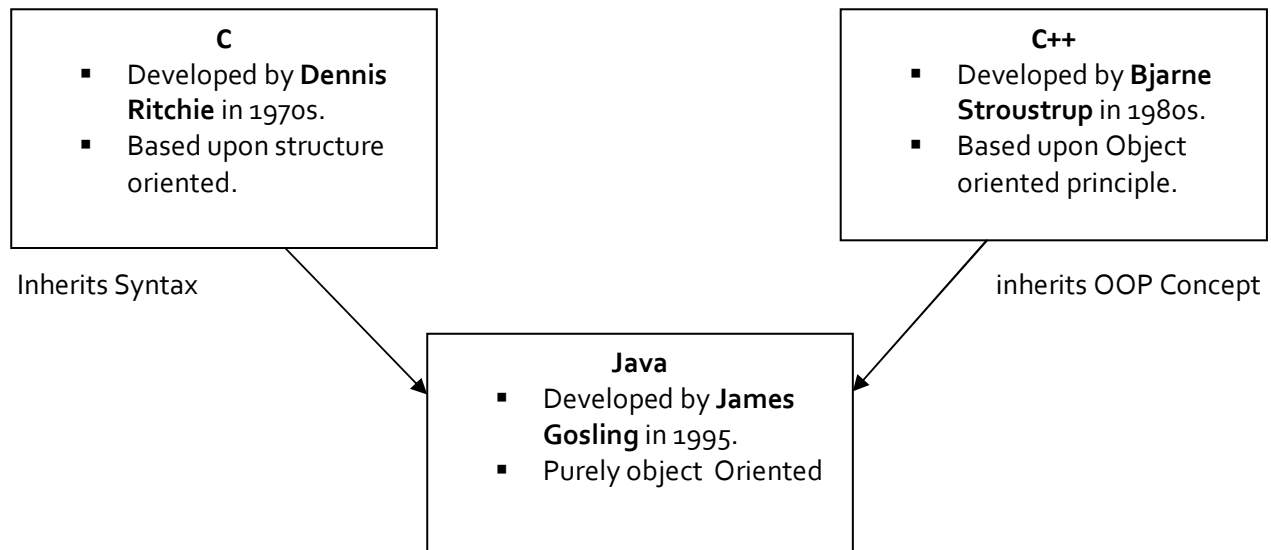 C
▪ Developed by Dennis
Ritchie in 1970s.
▪ Based upon structure
oriented.
C++
▪ Developed by Bjarne
Stroustrup in 1980s.
▪ Based upon Object
oriented principle.
Inherits Syntax
inherits OOP Concept
Java
▪ Developed by James
Gosling in 1995.
▪ Purely object Oriented